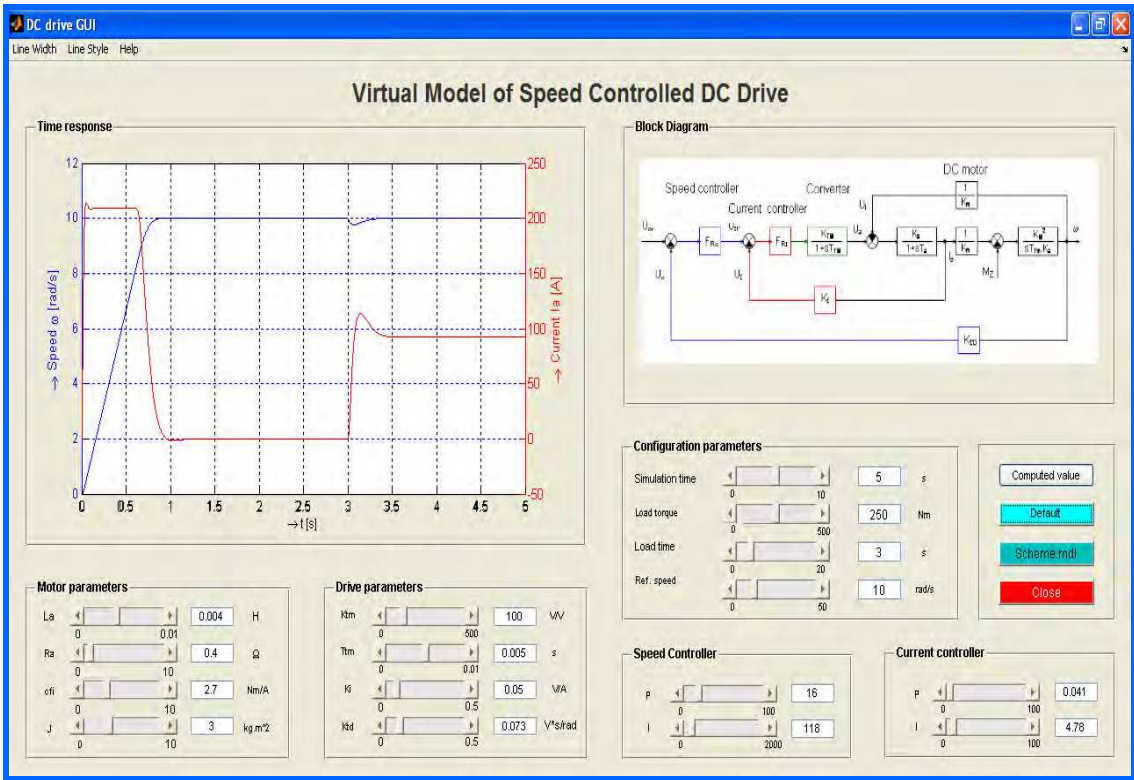 DC drive GUI
Line Width Line Style Help
Virtual Model of Speed Controlled DC Drive
Time response
12
10
8
6
4
2
0
→ Speed ω [rad/s]
250
200
150
100
50
0
-50
→ Current Ia [A]
0 0.5 1 1.5 2 2.5 3 3.5 4 4.5 5
→t [s]
Block Diagram
DC motor
Speed controller
Converter
Current controller
Motor parameters
La 0.004 H
0 0.01
Ra 0.4 Ω
0 10
cfi 2.7 Nm/A
0 10
J 3 kg.m^2
0 10
Drive parameters
Ktm 100 V/V
0 500
Ttm 0.005 s
0 0.01
Ki 0.05 V/A
0 0.5
Ktd 0.073 V*s/rad
0 0.5
Configuration parameters
Simulation time 5 s
0 10
Load torque 250 Nm
0 500
Load time 3 s
0 20
Ref. speed 10 rad/s
0 50
Computed value
Default
Scheme.mdl
Close
Speed Controller
P 16
0 100
I 118
0 2000
Current controller
P 0.041
0 100
I 4.78
0 100